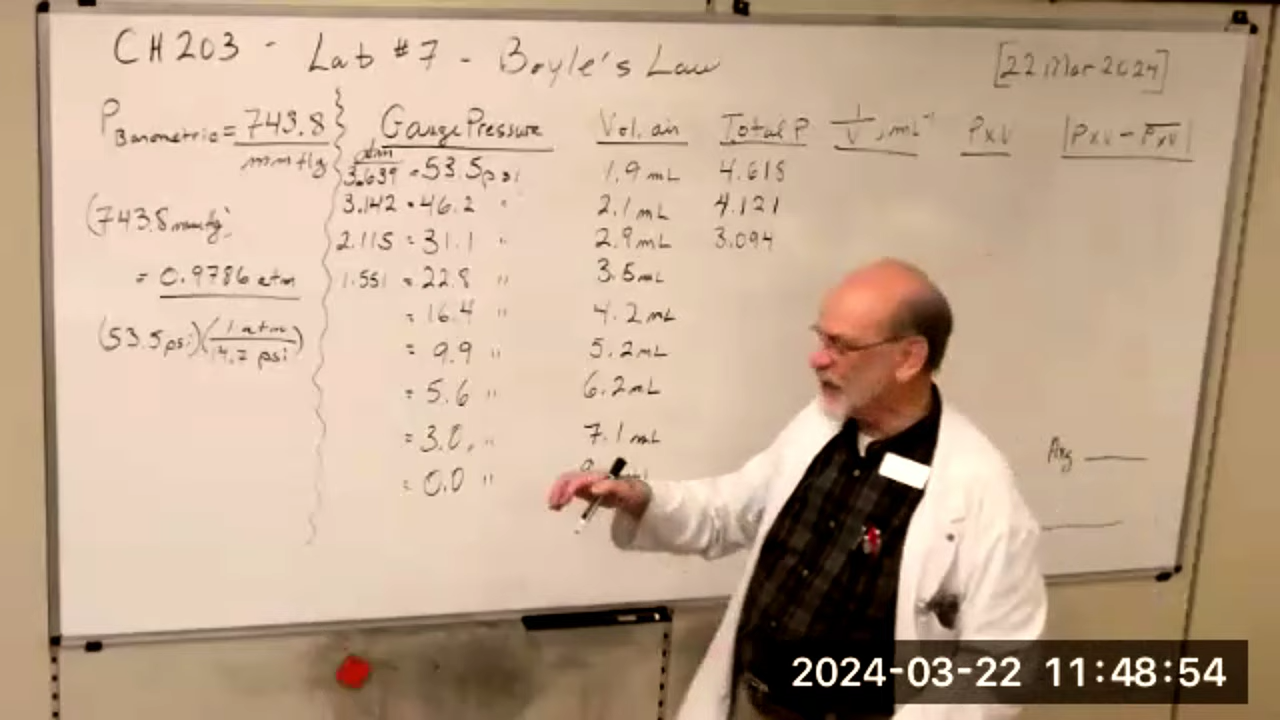 CH203 - Lab #7 - Boyle's Law [22 Mar 2024]
P Barometric = 743.8 mmHg
(743.8 mmHg)
= 0.9786 atm
(53.5 psi)(1 atm / 14.7 psi)
Gauge Pressure Vol. air Total P 1/V, mL⁻¹ PxV |PxV - PxV|
atm
3.639 = 53.5 psi 1.9 mL 4.618
3.142 = 46.2 " 2.1 mL 4.121
2.115 = 31.1 " 2.9 mL 3.094
1.551 = 22.8 " 3.5 mL
= 16.4 " 4.2 mL
= 9.9 " 5.2 mL
= 5.6 " 6.2 mL
= 3.0 " 7.1 mL
= 0.0 "
Avg
2024-03-22 11:48:54